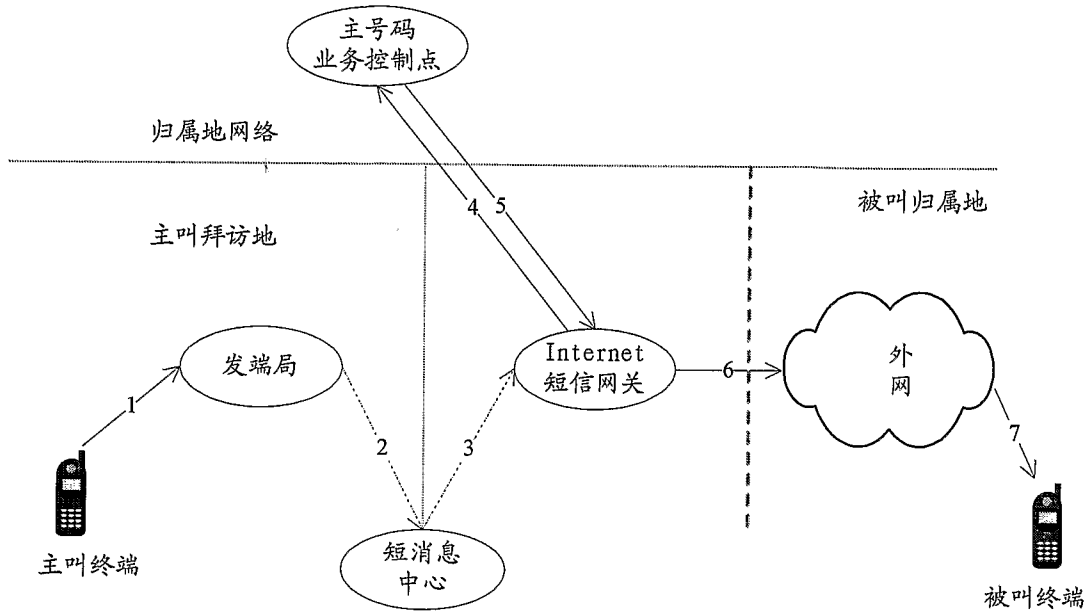 主号码
业务控制点
归属地网络
被叫归属地
主叫拜访地
4
5
发端局
Internet
短信网关
外
网
1
2
3
6
7
短消息
中心
主叫终端
被叫终端